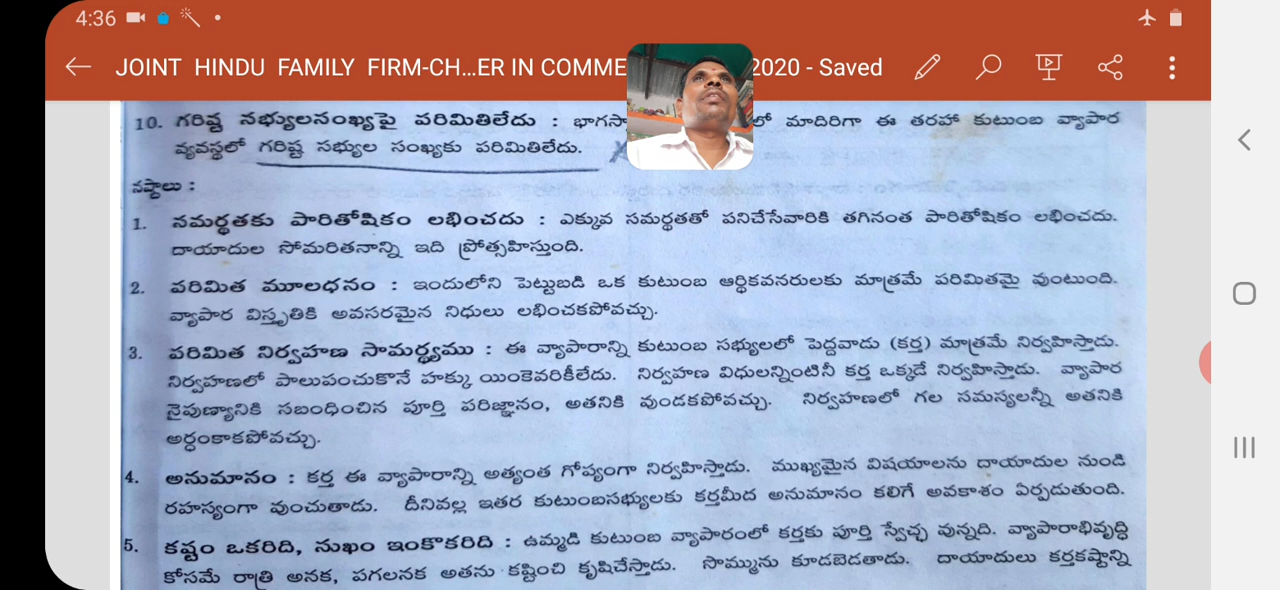 4:36
JOINT HINDU FAMILY FIRM-CH...ER IN COMME 2020 - Saved
10. గరిష్ట సభ్యులసంఖ్యపై పరిమితిలేదు : లో మాదిరిగా ఈ తరహా కుటుంబ వ్యాపార
వ్యవస్థలో గరిష్ట సభ్యుల సంఖ్యకు పరిమితిలేదు.
నష్టాలు :
1. సమర్థతకు పారితోషికం లభించదు : ఎక్కువ సమర్థతతో పనిచేసేవారికి తగినంత పారితోషికం లభించదు.
దాయాదుల సోమరితనాన్ని ఇది ప్రోత్సహిస్తుంది.
2. పరిమిత మూలధనం : ఇందులోని పెట్టుబడి ఒక కుటుంబ ఆర్థికవనరులకు మాత్రమే పరిమితమై వుంటుంది.
వ్యాపార విస్తృతికి అవసరమైన నిధులు లభించకపోవచ్చు.
3. పరిమిత నిర్వహణ సామర్థ్యము : ఈ వ్యాపారాన్ని కుటుంబ సభ్యులలో పెద్దవాడు (కర్త) మాత్రమే నిర్వహిస్తాడు.
నిర్వహణలో పాలుపంచుకొనే హక్కు యింకెవరికీలేదు. నిర్వహణ విధులన్నింటినీ కర్త ఒక్కడే నిర్వహిస్తాడు. వ్యాపార
నైపుణ్యానికి సబంధించిన పూర్తి పరిజ్ఞానం, అతనికి వుండకపోవచ్చు. నిర్వహణలో గల సమస్యలన్నీ అతనికి
అర్ధంకాకపోవచ్చు.
4. అనుమానం : కర్త ఈ వ్యాపారాన్ని అత్యంత గోప్యంగా నిర్వహిస్తాడు. ముఖ్యమైన విషయాలను దాయాదుల నుండి
రహస్యంగా వుంచుతాడు. దీనివల్ల ఇతర కుటుంబసభ్యులకు కర్తమీద అనుమానం కలిగే అవకాశం ఏర్పడుతుంది.
5. కష్టం ఒకరిది, సుఖం ఇంకొకరిది : ఉమ్మడి కుటుంబ వ్యాపారంలో కర్తకు పూర్తి స్వేచ్ఛ వున్నది. వ్యాపారాభివృద్ధి
కోసమే రాత్రి అనక, పగలనక అతను కష్టించి కృషిచేస్తాడు. సొమ్మును కూడబెడతాడు. దాయాదులు కర్తకష్టాన్ని